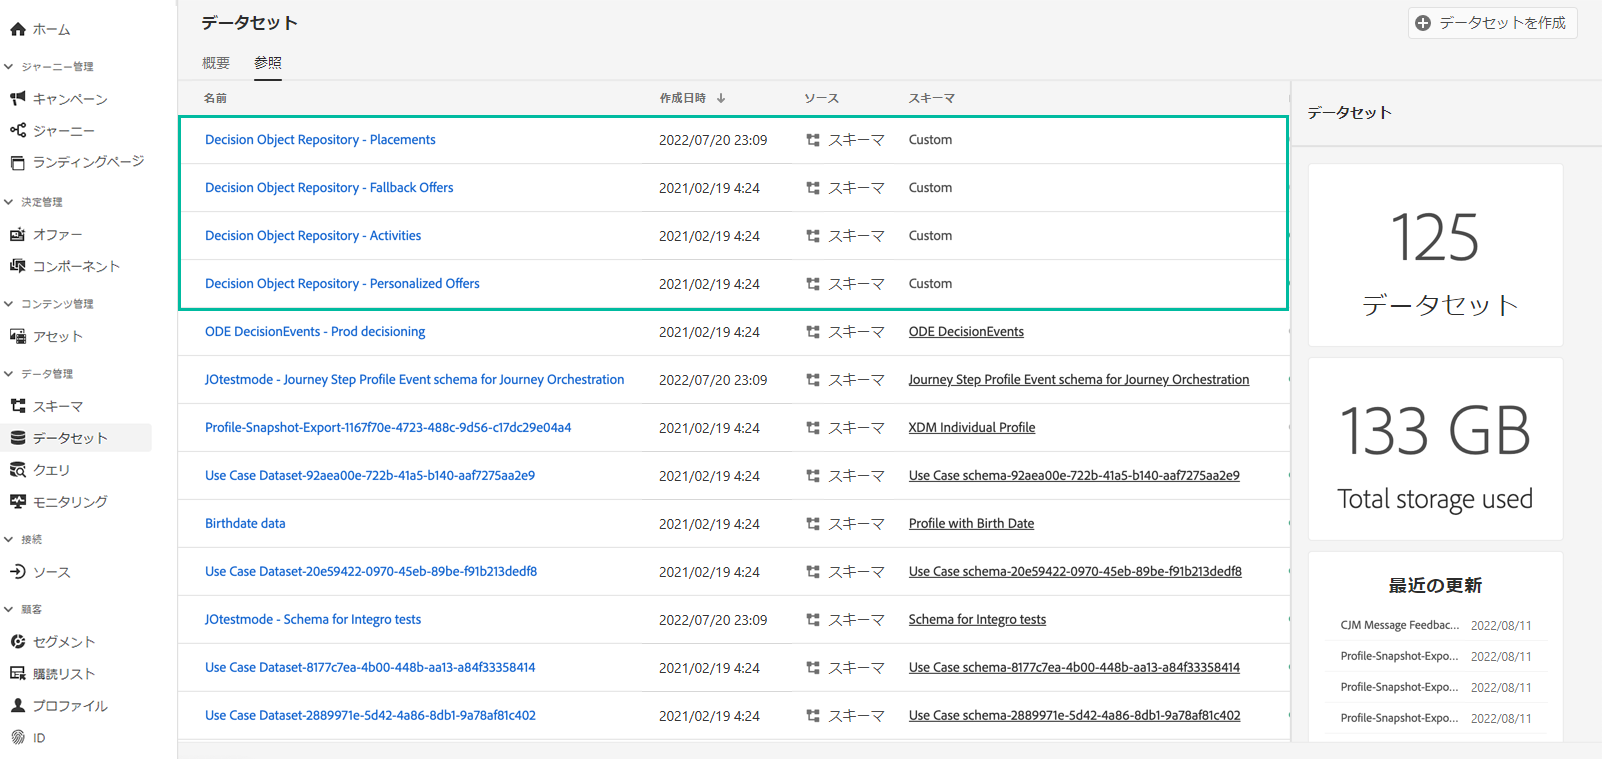 ホーム
ジャーニー管理
キャンペーン
ジャーニー
ランディングページ
決定管理
オファー
コンポーネント
コンテンツ管理
アセット
データ管理
スキーマ
データセット
クエリ
モニタリング
接続
ソース
顧客
セグメント
購読リスト
プロファイル
ID
データセット
データセットを作成
概要 参照
名前 作成日時 ソース スキーマ
Decision Object Repository - Placements 2022/07/20 23:09 スキーマ Custom
Decision Object Repository - Fallback Offers 2021/02/19 4:24 スキーマ Custom
Decision Object Repository - Activities 2021/02/19 4:24 スキーマ Custom
Decision Object Repository - Personalized Offers 2021/02/19 4:24 スキーマ Custom
ODE DecisionEvents - Prod decisioning 2021/02/19 4:24 スキーマ ODE DecisionEvents
JOtestmode - Journey Step Profile Event schema for Journey Orchestration 2022/07/20 23:09 スキーマ Journey Step Profile Event schema for Journey Orchestration
Profile-Snapshot-Export-1167f70e-4723-488c-9d56-c17dc29e04a4 2021/02/19 4:24 スキーマ XDM Individual Profile
Use Case Dataset-92aea00e-722b-41a5-b140-aaf7275aa2e9 2021/02/19 4:24 スキーマ Use Case schema-92aea00e-722b-41a5-b140-aaf7275aa2e9
Birthdate data 2021/02/19 4:24 スキーマ Profile with Birth Date
Use Case Dataset-20e59422-0970-45eb-89be-f91b213dedf8 2021/02/19 4:24 スキーマ Use Case schema-20e59422-0970-45eb-89be-f91b213dedf8
JOtestmode - Schema for Integro tests 2022/07/20 23:09 スキーマ Schema for Integro tests
Use Case Dataset-8177c7ea-4b00-448b-aa13-a84f33358414 2021/02/19 4:24 スキーマ Use Case schema-8177c7ea-4b00-448b-aa13-a84f33358414
Use Case Dataset-2889971e-5d42-4a86-8db1-9a78af81c402 2021/02/19 4:24 スキーマ Use Case schema-2889971e-5d42-4a86-8db1-9a78af81c402
データセット
125
データセット
133 GB
Total storage used
最近の更新
CJM Message Feedbac... 2022/08/11
Profile-Snapshot-Expo... 2022/08/11
Profile-Snapshot-Expo... 2022/08/11
Profile-Snapshot-Expo... 2022/08/11